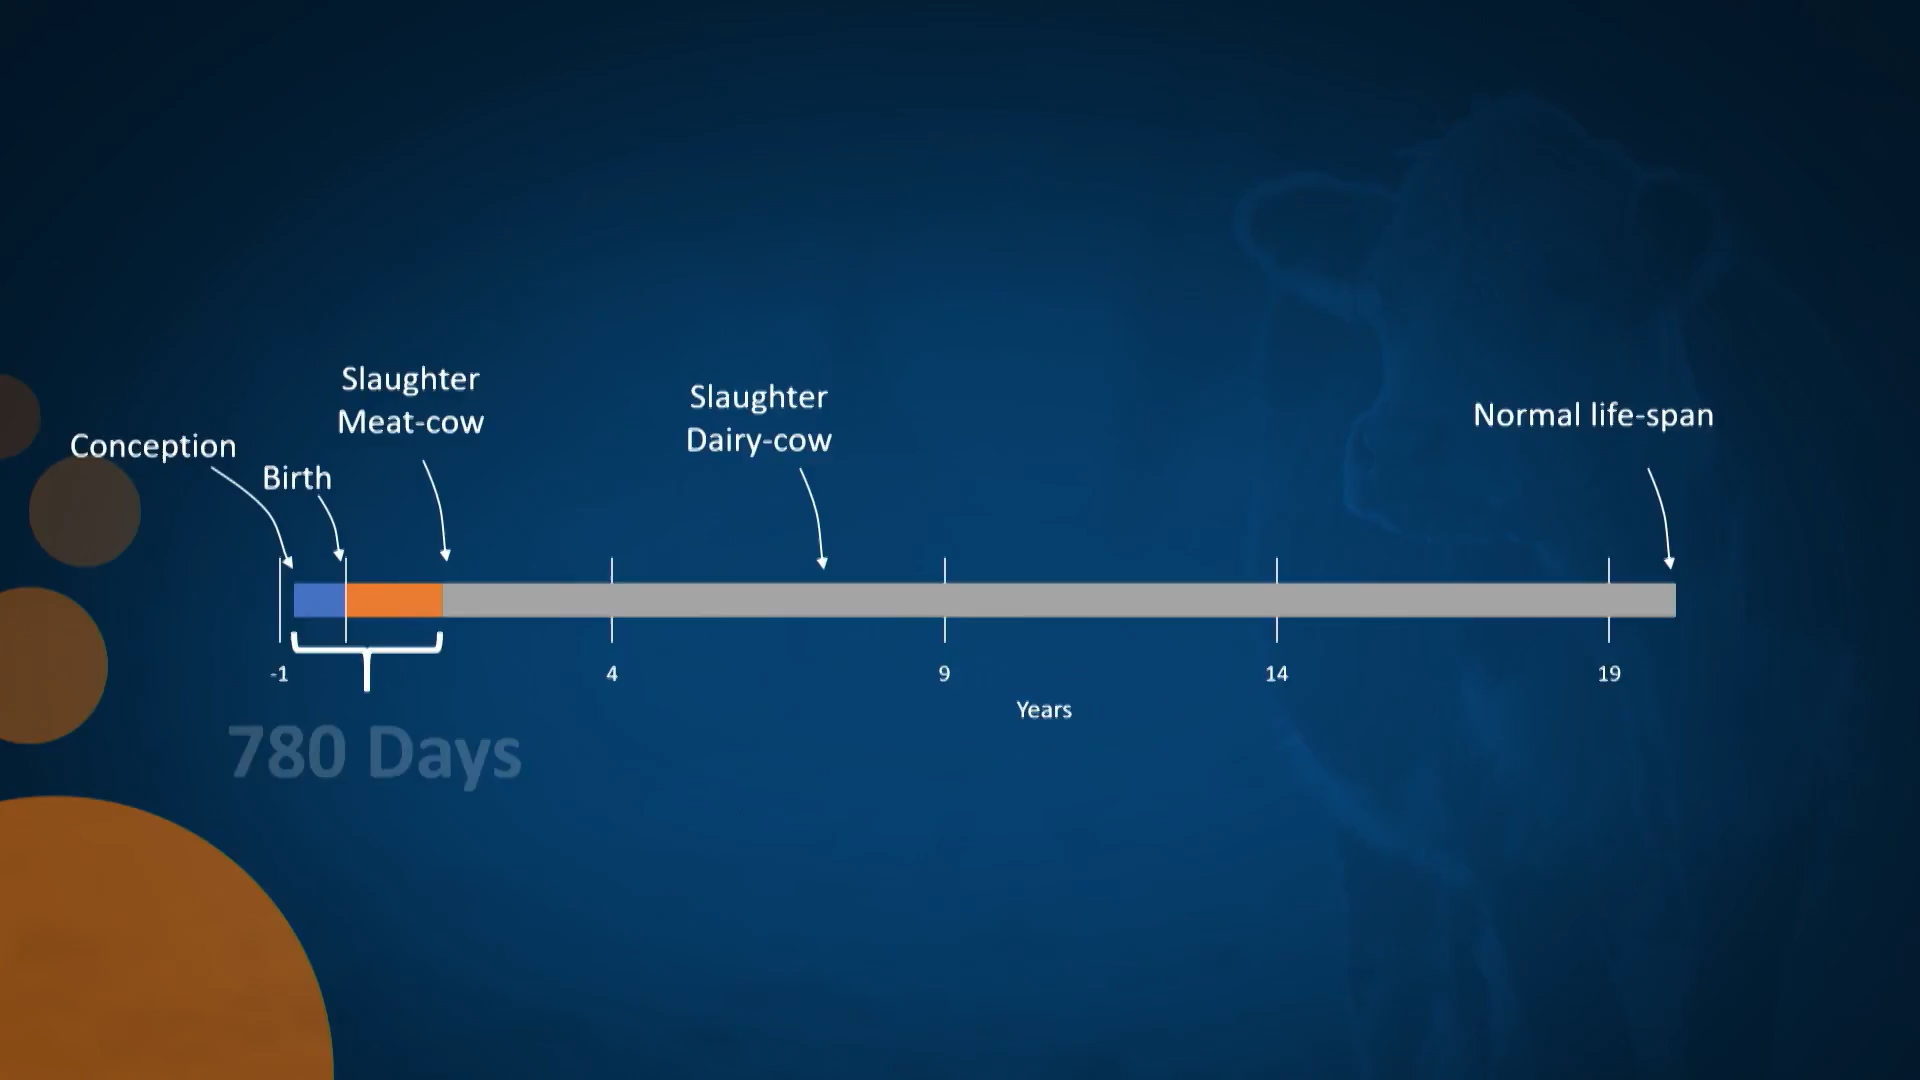 Slaughter
Meat-cow
Slaughter
Dairy-cow
Normal life-span
Conception
Birth
-1
4
9
14
19
Years
780 Days